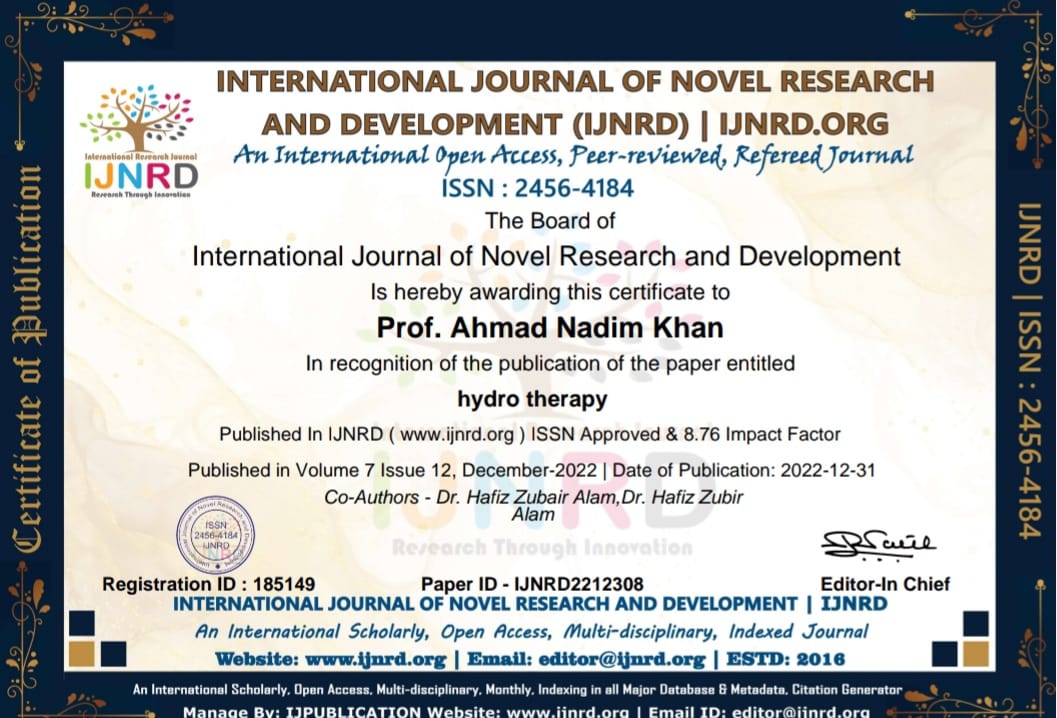 INTERNATIONAL JOURNAL OF NOVEL RESEARCH
AND DEVELOPMENT (IJNRD) | IJNRD.ORG
An International Open Access, Peer-reviewed, Refereed Journal
ISSN : 2456-4184
International Research Journal
IJNRD
Research Through Innovation
The Board of
International Journal of Novel Research and Development
Is hereby awarding this certificate to
Prof. Ahmad Nadim Khan
In recognition of the publication of the paper entitled
hydro therapy
Published In IJNRD ( www.ijnrd.org ) ISSN Approved & 8.76 Impact Factor
Published in Volume 7 Issue 12, December-2022 | Date of Publication: 2022-12-31
Co-Authors - Dr. Hafiz Zubair Alam,Dr. Hafiz Zubir
Alam
IJNRD
Research Through Innovation
ISSN
2456-4184
IJNRD
Registration ID : 185149
Paper ID - IJNRD2212308
Editor-In Chief
INTERNATIONAL JOURNAL OF NOVEL RESEARCH AND DEVELOPMENT | IJNRD
An International Scholarly, Open Access, Multi-disciplinary, Indexed Journal
Website: www.ijnrd.org | Email: editor@ijnrd.org | ESTD: 2016
An International Scholarly, Open Access, Multi-disciplinary, Monthly, Indexing in all Major Database & Metadata, Citation Generator
Manage By: IJPUBLICATION Website: www.ijnrd.org | Email ID: editor@ijnrd.org
Certificate of Publication
IJNRD | ISSN : 2456-4184